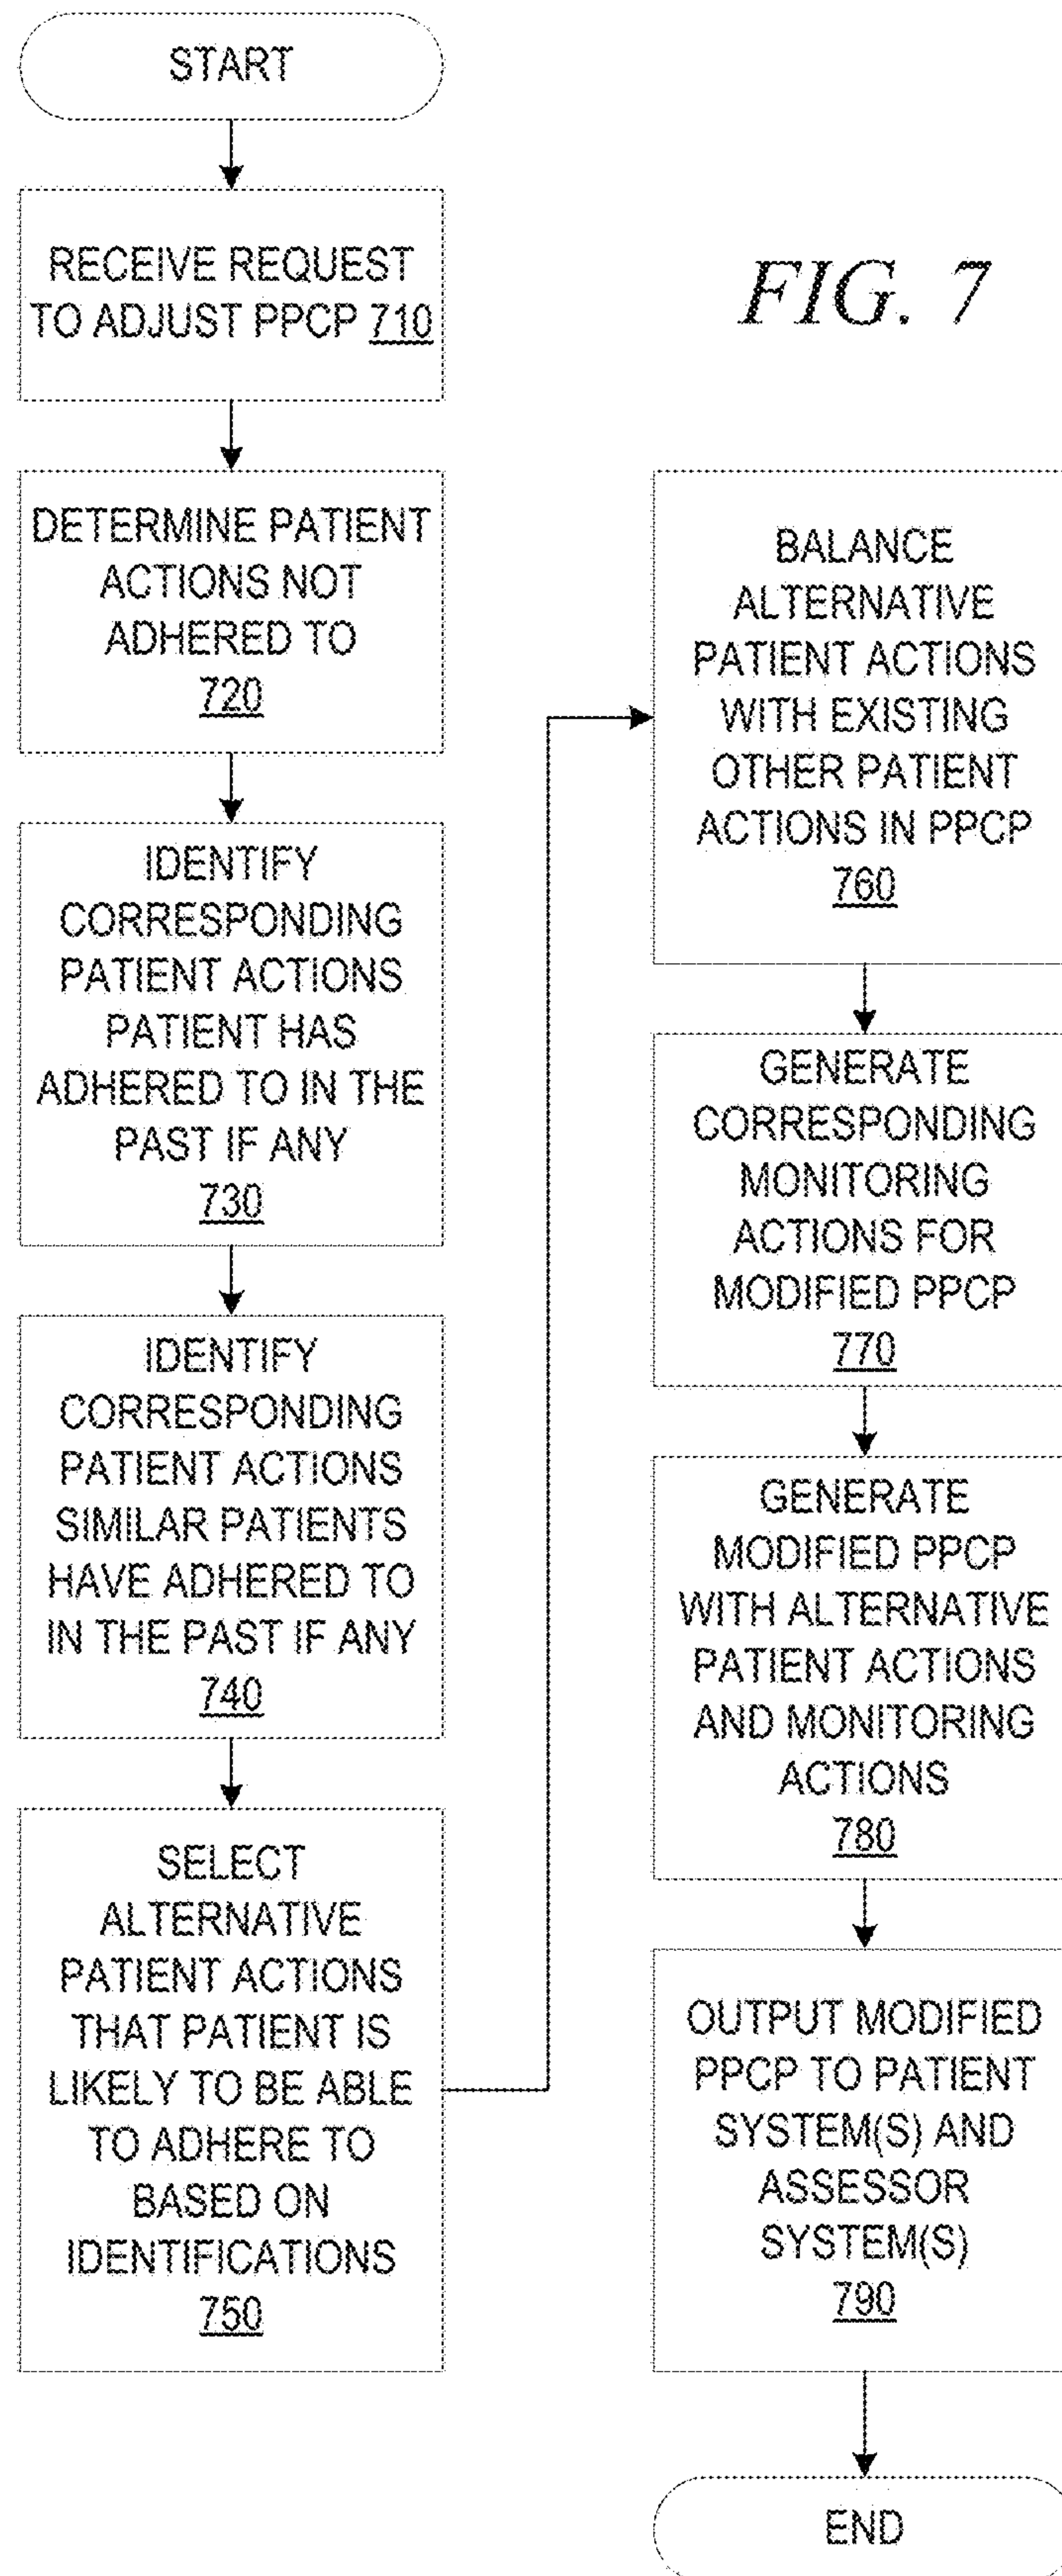 START
RECEIVE REQUEST
TO ADJUST PPCP 710
DETERMINE PATIENT
ACTIONS NOT
ADHERED TO
720
IDENTIFY
CORRESPONDING
PATIENT ACTIONS
PATIENT HAS
ADHERED TO IN THE
PAST IF ANY
730
IDENTIFY
CORRESPONDING
PATIENT ACTIONS
SIMILAR PATIENTS
HAVE ADHERED TO
IN THE PAST IF ANY
740
SELECT
ALTERNATIVE
PATIENT ACTIONS
THAT PATIENT IS
LIKELY TO BE ABLE
TO ADHERE TO
BASED ON
IDENTIFICATIONS
750
FIG. 7
BALANCE
ALTERNATIVE
PATIENT ACTIONS
WITH EXISTING
OTHER PATIENT
ACTIONS IN PPCP
760
GENERATE
CORRESPONDING
MONITORING
ACTIONS FOR
MODIFIED PPCP
770
GENERATE
MODIFIED PPCP
WITH ALTERNATIVE
PATIENT ACTIONS
AND MONITORING
ACTIONS
780
OUTPUT MODIFIED
PPCP TO PATIENT
SYSTEM(S) AND
ASSESSOR
SYSTEM(S)
790
END